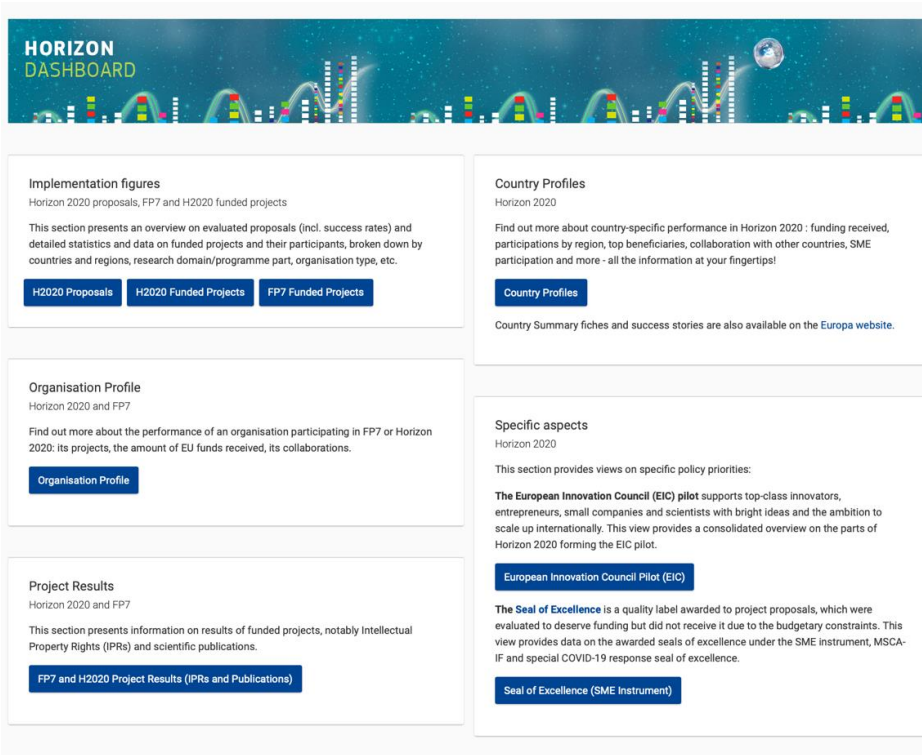 HORIZON
DASHBOARD
Implementation figures
Horizon 2020 proposals, FP7 and H2020 funded projects
This section presents an overview on evaluated proposals (incl. success rates) and
detailed statistics and data on funded projects and their participants, broken down by
countries and regions, research domain/programme part, organisation type, etc.
H2020 Proposals
H2020 Funded Projects
FP7 Funded Projects
Organisation Profile
Horizon 2020 and FP7
Find out more about the performance of an organisation participating in FP7 or Horizon
2020: its projects, the amount of EU funds received, its collaborations.
Organisation Profile
Project Results
Horizon 2020 and FP7
This section presents information on results of funded projects, notably Intellectual
Property Rights (IPRs) and scientific publications.
FP7 and H2020 Project Results (IPRs and Publications)
Country Profiles
Horizon 2020
Find out more about country-specific performance in Horizon 2020 : funding received,
participations by region, top beneficiaries, collaboration with other countries, SME
participation and more - all the information at your fingertips!
Country Profiles
Country Summary fiches and success stories are also available on the Europa website.
Specific aspects
Horizon 2020
This section provides views on specific policy priorities:
The European Innovation Council (EIC) pilot supports top-class innovators,
entrepreneurs, small companies and scientists with bright ideas and the ambition to
scale up internationally. This view provides a consolidated overview on the parts of
Horizon 2020 forming the EIC pilot.
European Innovation Council Pilot (EIC)
The Seal of Excellence is a quality label awarded to project proposals, which were
evaluated to deserve funding but did not receive it due to the budgetary constraints. This
view provides data on the awarded seals of excellence under the SME instrument, MSCA-
IF and special COVID-19 response seal of excellence.
Seal of Excellence (SME Instrument)